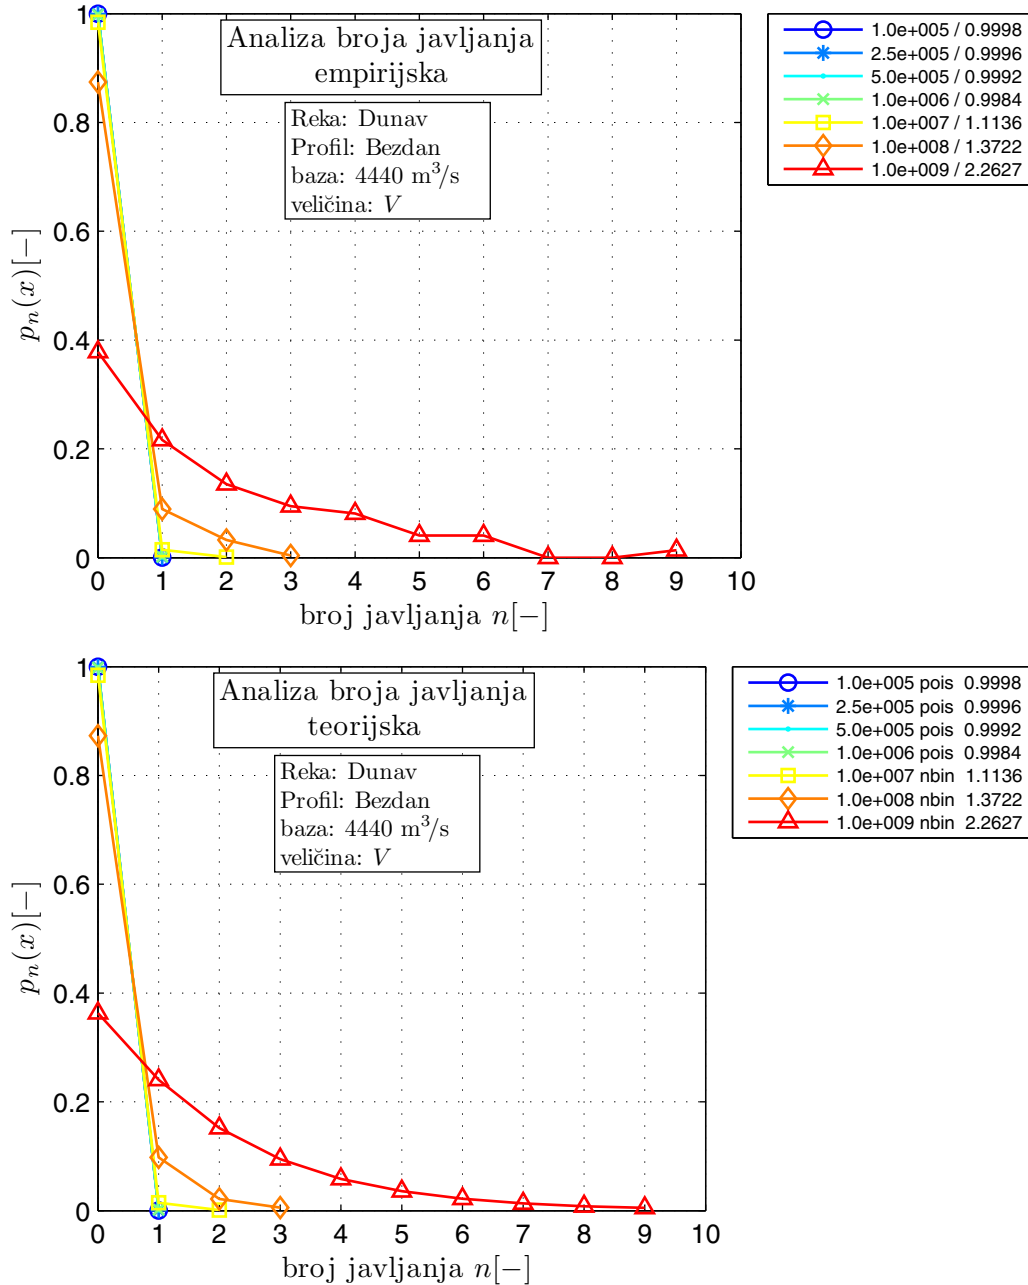 Analiza broja javljanja
empirijska
Reka: Dunav
Profil: Bezdan
baza: 4440 m³/s
veličina: V
1.0e+005 / 0.9998
2.5e+005 / 0.9996
5.0e+005 / 0.9992
1.0e+006 / 0.9984
1.0e+007 / 1.1136
1.0e+008 / 1.3722
1.0e+009 / 2.2627
1
0.8
0.6
0.4
0.2
0
pₙ(x)[−]
0 1 2 3 4 5 6 7 8 9 10
broj javljanja n[−]
Analiza broja javljanja
teorijska
Reka: Dunav
Profil: Bezdan
baza: 4440 m³/s
veličina: V
1.0e+005 pois 0.9998
2.5e+005 pois 0.9996
5.0e+005 pois 0.9992
1.0e+006 pois 0.9984
1.0e+007 nbin 1.1136
1.0e+008 nbin 1.3722
1.0e+009 nbin 2.2627
1
0.8
0.6
0.4
0.2
0
pₙ(x)[−]
0 1 2 3 4 5 6 7 8 9 10
broj javljanja n[−]